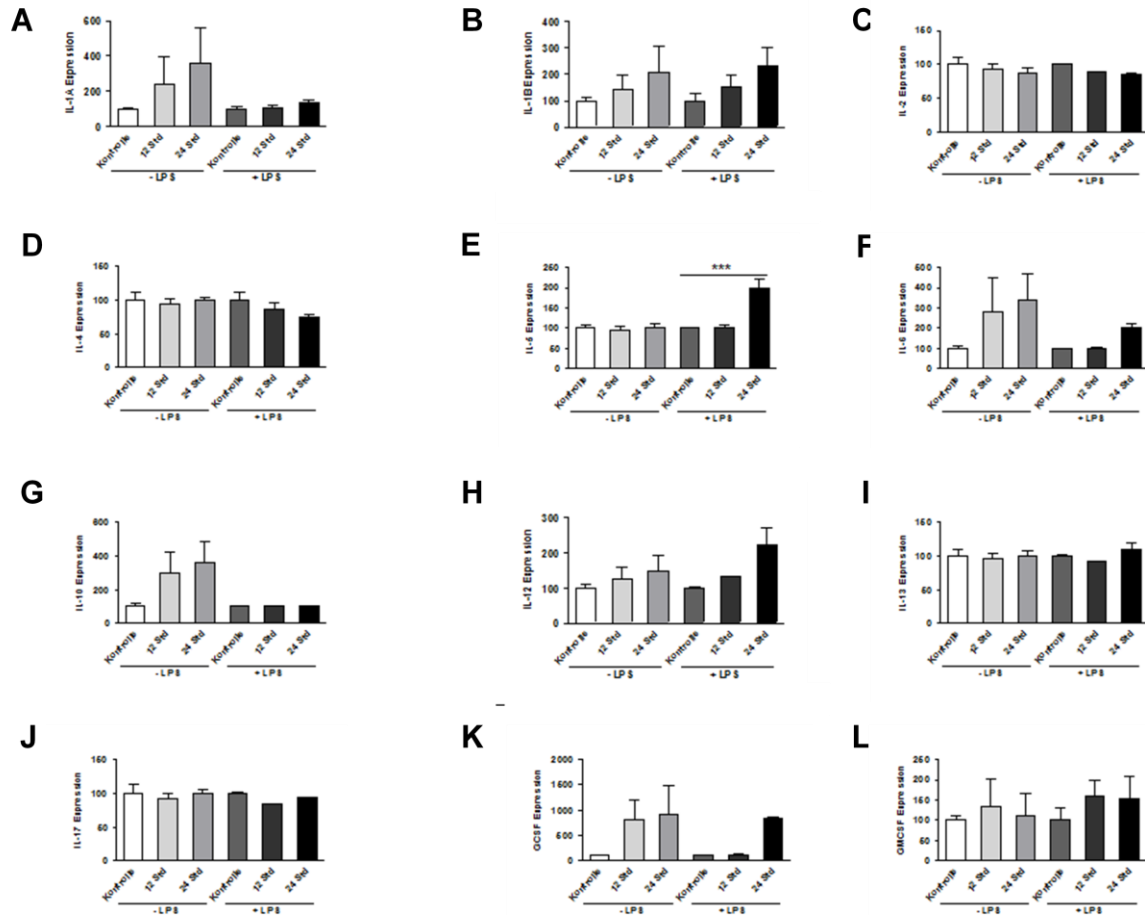 A
IL-1A Expression
600
400
200
0
Kontrolle 12 Std 24 Std Kontrolle 12 Std 24 Std
- LPS + LPS
B
IL-1B Expression
400
300
200
100
0
Kontrolle 12 Std 24 Std Kontrolle 12 Std 24 Std
- LPS + LPS
C
IL-2 Expression
150
100
50
0
Kontrolle 12 Std 24 Std Kontrolle 12 Std 24 Std
- LPS + LPS
D
IL-4 Expression
150
100
50
0
Kontrolle 12 Std 24 Std Kontrolle 12 Std 24 Std
- LPS + LPS
E
IL-5 Expression
250
200
150
100
50
0
***
Kontrolle 12 Std 24 Std Kontrolle 12 Std 24 Std
- LPS + LPS
F
IL-6 Expression
600
400
300
200
100
0
Kontrolle 12 Std 24 Std Kontrolle 12 Std 24 Std
- LPS + LPS
G
IL-10 Expression
600
400
200
0
Kontrolle 12 Std 24 Std Kontrolle 12 Std 24 Std
- LPS + LPS
H
IL-12 Expression
300
200
100
0
Kontrolle 12 Std 24 Std Kontrolle 12 Std 24 Std
- LPS + LPS
I
IL-13 Expression
150
100
50
0
Kontrolle 12 Std 24 Std Kontrolle 12 Std 24 Std
- LPS + LPS
J
IL-17 Expression
150
100
50
0
Kontrolle 12 Std 24 Std Kontrolle 12 Std 24 Std
- LPS + LPS
K
GCSF Expression
2000
1500
1000
500
0
Kontrolle 12 Std 24 Std Kontrolle 12 Std 24 Std
- LPS + LPS
L
GMCSF Expression
250
200
150
100
50
0
Kontrolle 12 Std 24 Std Kontrolle 12 Std 24 Std
- LPS + LPS